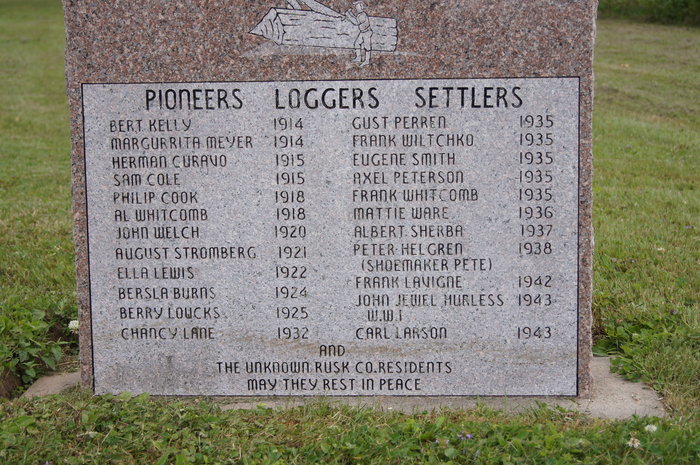 PIONEERS LOGGERS SETTLERS
BERT KELLY 1914
MARGURRITA MEYER 1914
HERMAN CURAVO 1915
SAM COLE 1915
PHILIP COOK 1918
AL WHITCOMB 1918
JOHN WELCH 1920
AUGUST STROMBERG 1921
ELLA LEWIS 1922
BERSLA BURNS 1924
BERRY LOUCKS 1925
CHANCY LANE 1932
GUST PERREN 1935
FRANK WILTCHKO 1935
EUGENE SMITH 1935
AXEL PETERSON 1935
FRANK WHITCOMB 1935
MATTIE WARE 1936
ALBERT SHERBA 1937
PETER HELGREN 1938
(SHOEMAKER PETE)
FRANK LAVIGNE 1942
JOHN JEWEL HURLESS 1943
W.W.I
CARL LARSON 1943
AND
THE UNKNOWN RUSK CO.RESIDENTS
MAY THEY REST IN PEACE